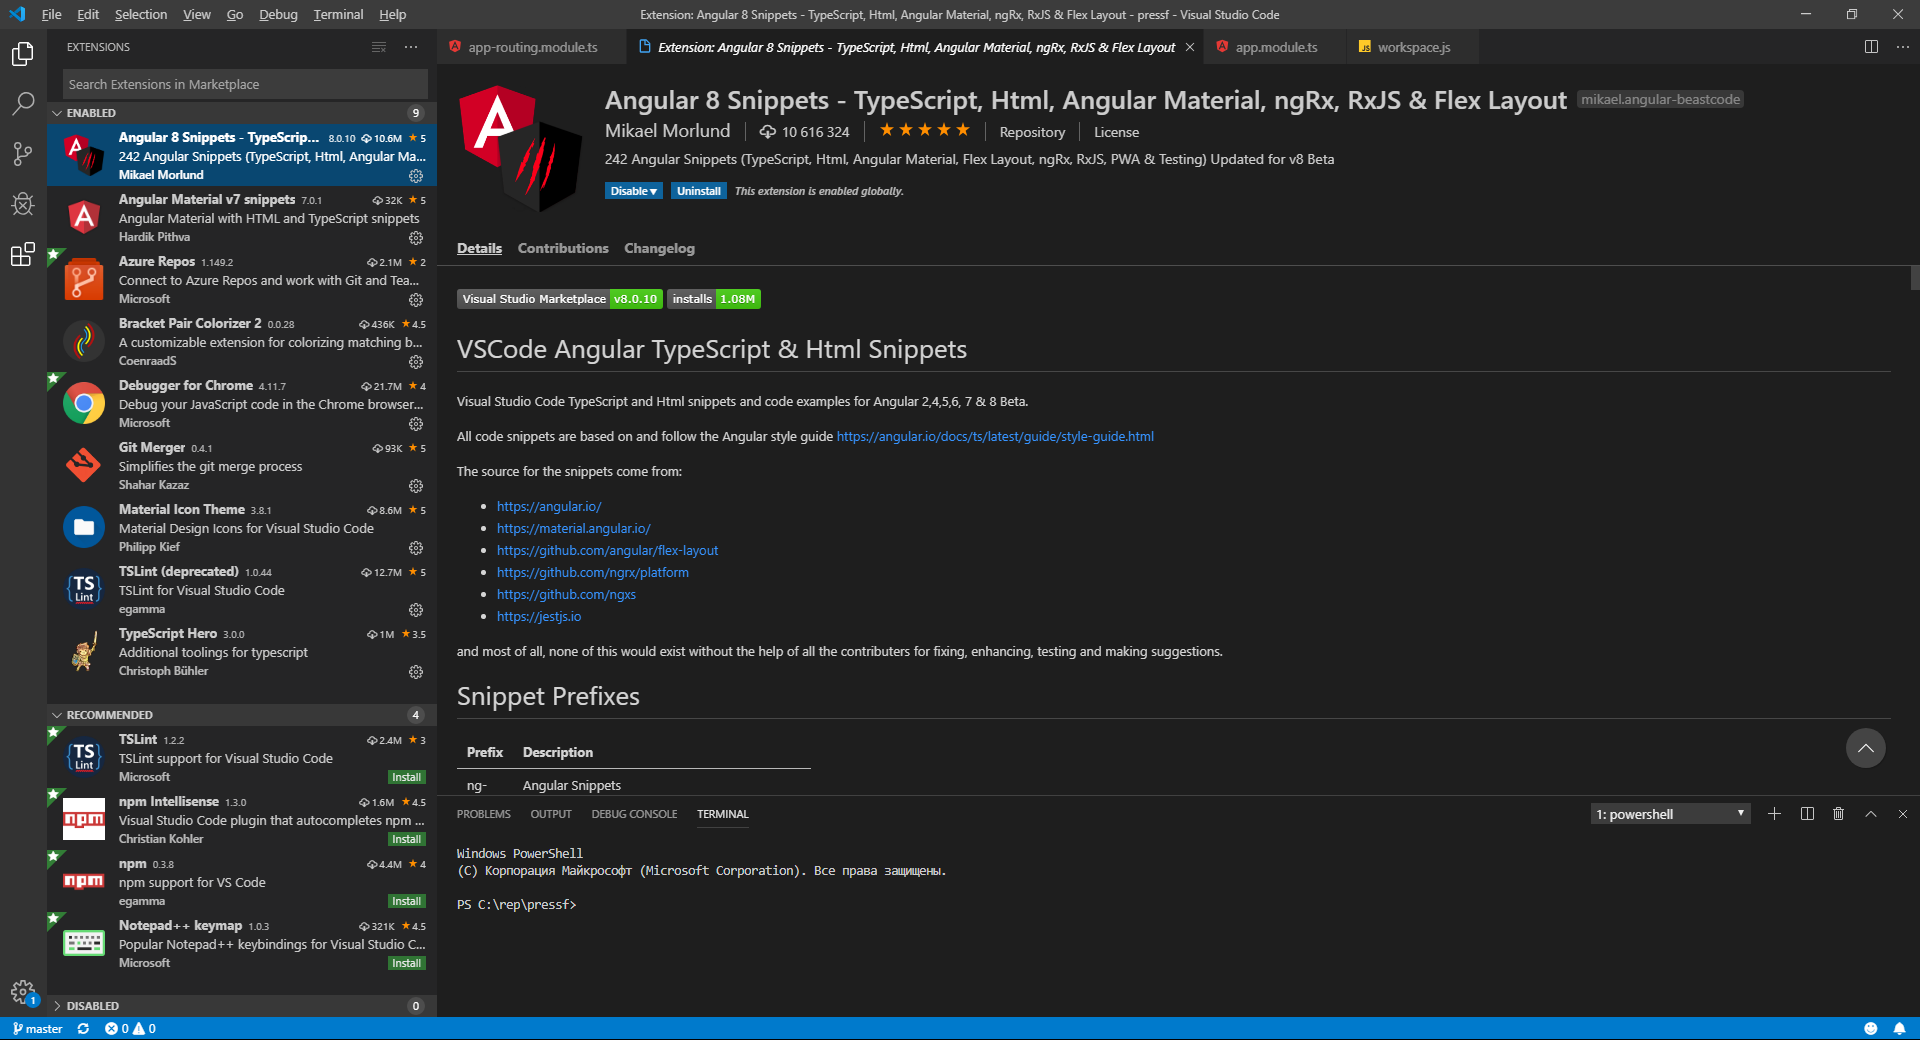 File Edit Selection View Go Debug Terminal Help
Extension: Angular 8 Snippets - TypeScript, Html, Angular Material, ngRx, RxJS & Flex Layout - pressf - Visual Studio Code
EXTENSIONS
Search Extensions in Marketplace
ENABLED 9
Angular 8 Snippets - TypeScrip... 8.0.10 10.6M 5
242 Angular Snippets (TypeScript, Html, Angular Ma...
Mikael Morlund
Angular Material v7 snippets 7.0.1 32K 5
Angular Material with HTML and TypeScript snippets
Hardik Pithva
Azure Repos 1.149.2 2.1M 2
Connect to Azure Repos and work with Git and Tea...
Microsoft
Bracket Pair Colorizer 2 0.0.28 436K 4.5
A customizable extension for colorizing matching b...
CoenraadS
Debugger for Chrome 4.11.7 21.7M 4
Debug your JavaScript code in the Chrome browser...
Microsoft
Git Merger 0.4.1 93K 5
Simplifies the git merge process
Shahar Kazaz
Material Icon Theme 3.8.1 8.6M 5
Material Design Icons for Visual Studio Code
Philipp Kief
TS Lint
TSLint (deprecated) 1.0.44 12.7M 5
TSLint for Visual Studio Code
egamma
TypeScript Hero 3.0.0 1M 3.5
Additional toolings for typescript
Christoph Bühler
RECOMMENDED 4
TS Lint
TSLint 1.2.2 2.4M 3
TSLint support for Visual Studio Code
Microsoft Install
npm
npm Intellisense 1.3.0 1.6M 4.5
Visual Studio Code plugin that autocompletes npm ...
Christian Kohler Install
npm
npm 0.3.8 4.4M 4
npm support for VS Code
egamma Install
Notepad++ keymap 1.0.3 321K 4.5
Popular Notepad++ keybindings for Visual Studio C...
Microsoft Install
DISABLED 0
app-routing.module.ts
Extension: Angular 8 Snippets - TypeScript, Html, Angular Material, ngRx, RxJS & Flex Layout
app.module.ts
JS workspace.js
Angular 8 Snippets - TypeScript, Html, Angular Material, ngRx, RxJS & Flex Layout mikael.angular-beastcode
Mikael Morlund 10 616 324 Repository License
242 Angular Snippets (TypeScript, Html, Angular Material, Flex Layout, ngRx, RxJS, PWA & Testing) Updated for v8 Beta
Disable Uninstall This extension is enabled globally.
Details Contributions Changelog
Visual Studio Marketplace v8.0.10 installs 1.08M
VSCode Angular TypeScript & Html Snippets
Visual Studio Code TypeScript and Html snippets and code examples for Angular 2,4,5,6, 7 & 8 Beta.
All code snippets are based on and follow the Angular style guide https://angular.io/docs/ts/latest/guide/style-guide.html
The source for the snippets come from:
https://angular.io/
https://material.angular.io/
https://github.com/angular/flex-layout
https://github.com/ngrx/platform
https://github.com/ngxs
https://jestjs.io
and most of all, none of this would exist without the help of all the contributers for fixing, enhancing, testing and making suggestions.
Snippet Prefixes
Prefix Description
ng- Angular Snippets
PROBLEMS OUTPUT DEBUG CONSOLE TERMINAL 1: powershell
Windows PowerShell
(C) Корпорация Майкрософт (Microsoft Corporation). Все права защищены.
PS C:\rep\pressf>
1
master 0 0